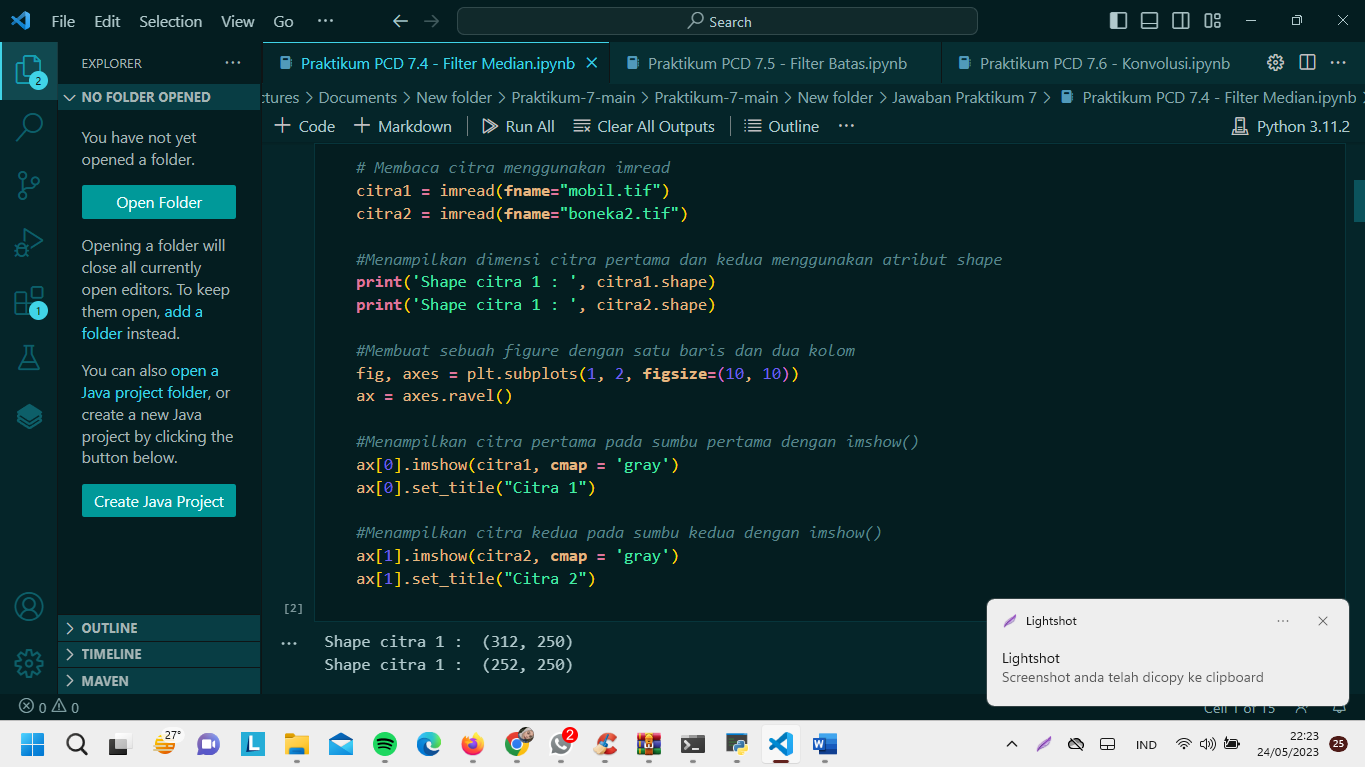 File Edit Selection View Go ··· Search
EXPLORER ···
Praktikum PCD 7.4 - Filter Median.ipynb
Praktikum PCD 7.5 - Filter Batas.ipynb
Praktikum PCD 7.6 - Konvolusi.ipynb
ctures > Documents > New folder > Praktikum-7-main > Praktikum-7-main > New folder > Jawaban Praktikum 7 > Praktikum PCD 7.4 - Filter Median.ipynb
+ Code + Markdown Run All Clear All Outputs Outline ··· Python 3.11.2
NO FOLDER OPENED
You have not yet
opened a folder.
Open Folder
Opening a folder will
close all currently
open editors. To keep
them open, add a
folder instead.
You can also open a
Java project folder, or
create a new Java
project by clicking the
button below.
Create Java Project
OUTLINE
TIMELINE
MAVEN
2
1
# Membaca citra menggunakan imread
citra1 = imread(fname="mobil.tif")
citra2 = imread(fname="boneka2.tif")
#Menampilkan dimensi citra pertama dan kedua menggunakan atribut shape
print('Shape citra 1 : ', citra1.shape)
print('Shape citra 1 : ', citra2.shape)
#Membuat sebuah figure dengan satu baris dan dua kolom
fig, axes = plt.subplots(1, 2, figsize=(10, 10))
ax = axes.ravel()
#Menampilkan citra pertama pada sumbu pertama dengan imshow()
ax[0].imshow(citra1, cmap = 'gray')
ax[0].set_title("Citra 1")
#Menampilkan citra kedua pada sumbu kedua dengan imshow()
ax[1].imshow(citra2, cmap = 'gray')
ax[1].set_title("Citra 2")
[2]
··· Shape citra 1 :  (312, 250)
Shape citra 1 :  (252, 250)
Lightshot ···
Lightshot
Screenshot anda telah dicopy ke clipboard
0 0
Cell 1 of 15
27°
L
2
W
IND
22:23
24/05/2023
25